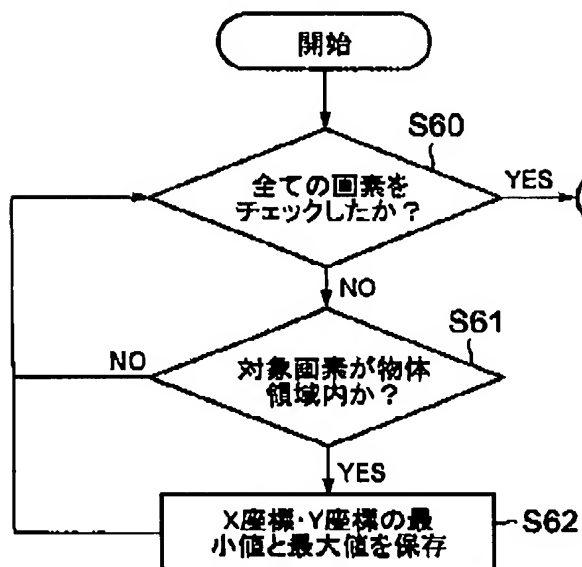 開始
S60
全ての画素を
チェックしたか？
YES
NO
S61
対象画素が物体
領域内か？
NO
YES
X座標・Y座標の最
小値と最大値を保存
S62